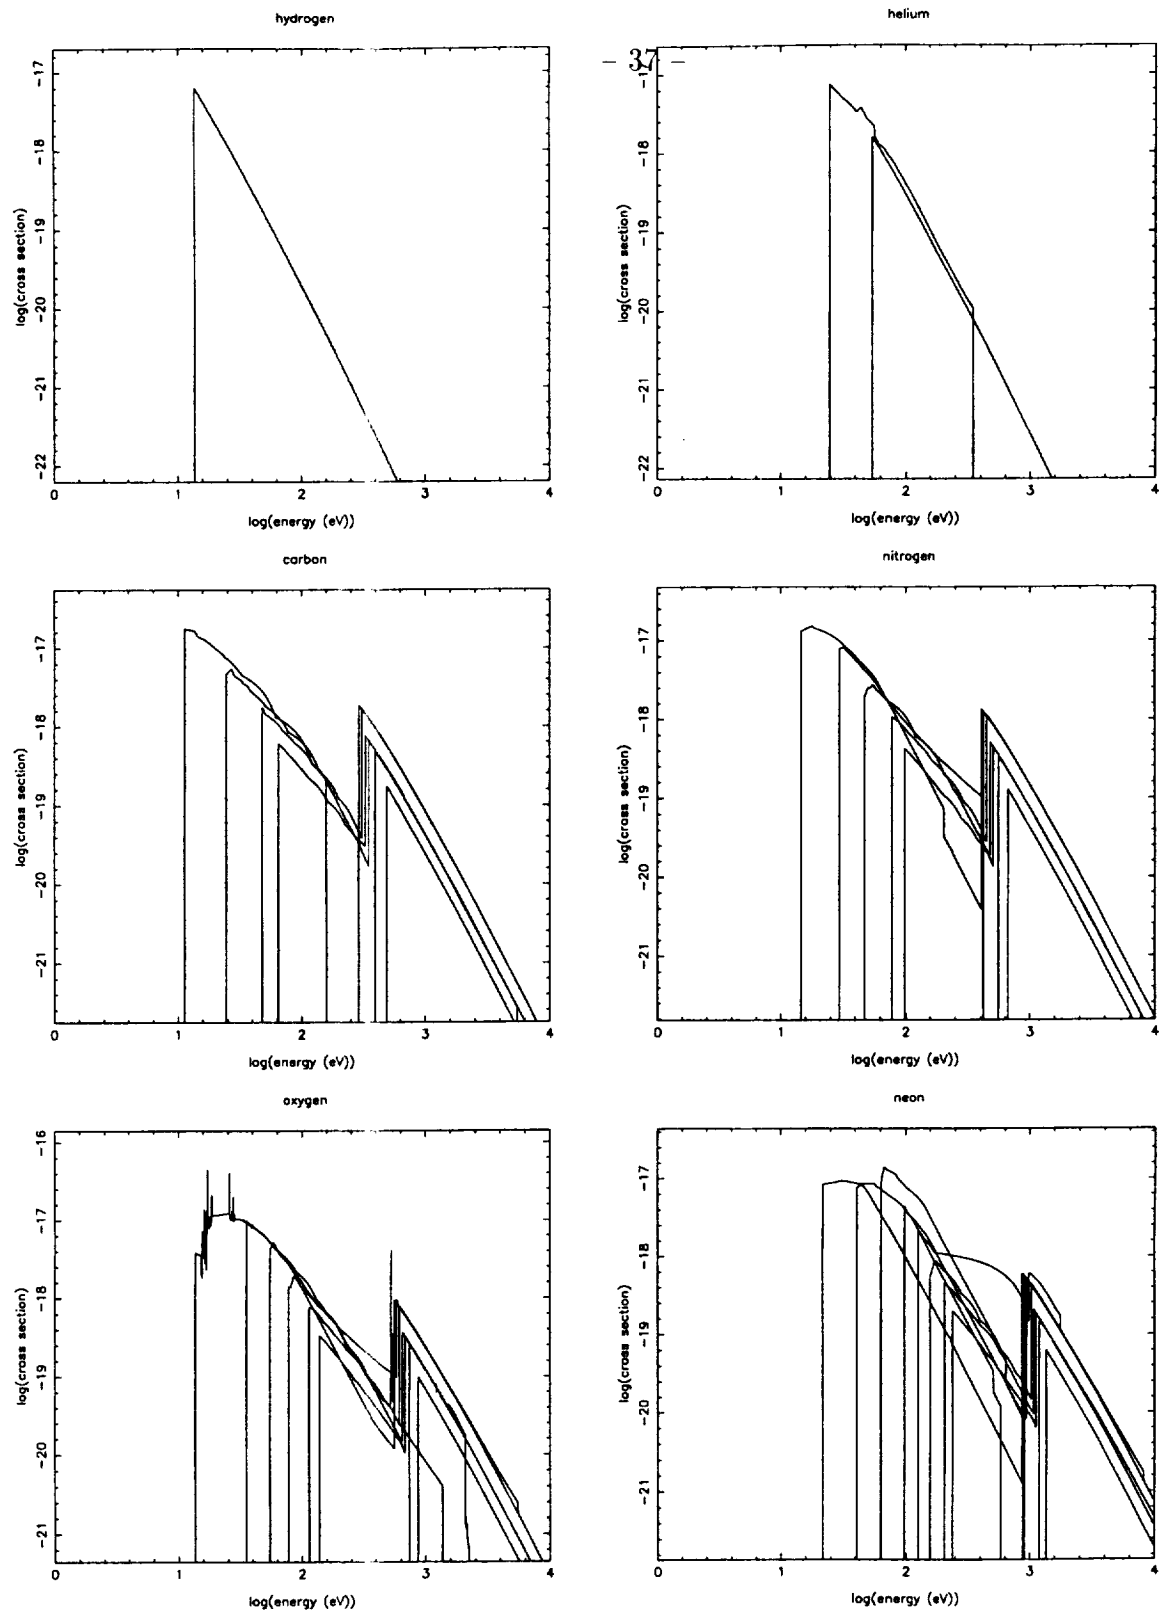 hydrogen
helium
– 37 –
log(cross section)
-17
-18
-19
-20
-21
-22
0 1 2 3 4
log(energy (eV))
log(cross section)
-18
-19
-20
-21
-22
0 1 2 3 4
log(energy (eV))
carbon
nitrogen
log(cross section)
-17
-18
-19
-20
-21
0 1 2 3 4
log(energy (eV))
log(cross section)
-17
-18
-19
-20
-21
0 1 2 3 4
log(energy (eV))
oxygen
neon
log(cross section)
-16
-17
-18
-19
-20
-21
0 1 2 3 4
log(energy (eV))
log(cross section)
-17
-18
-19
-20
-21
0 1 2 3 4
log(energy (eV))